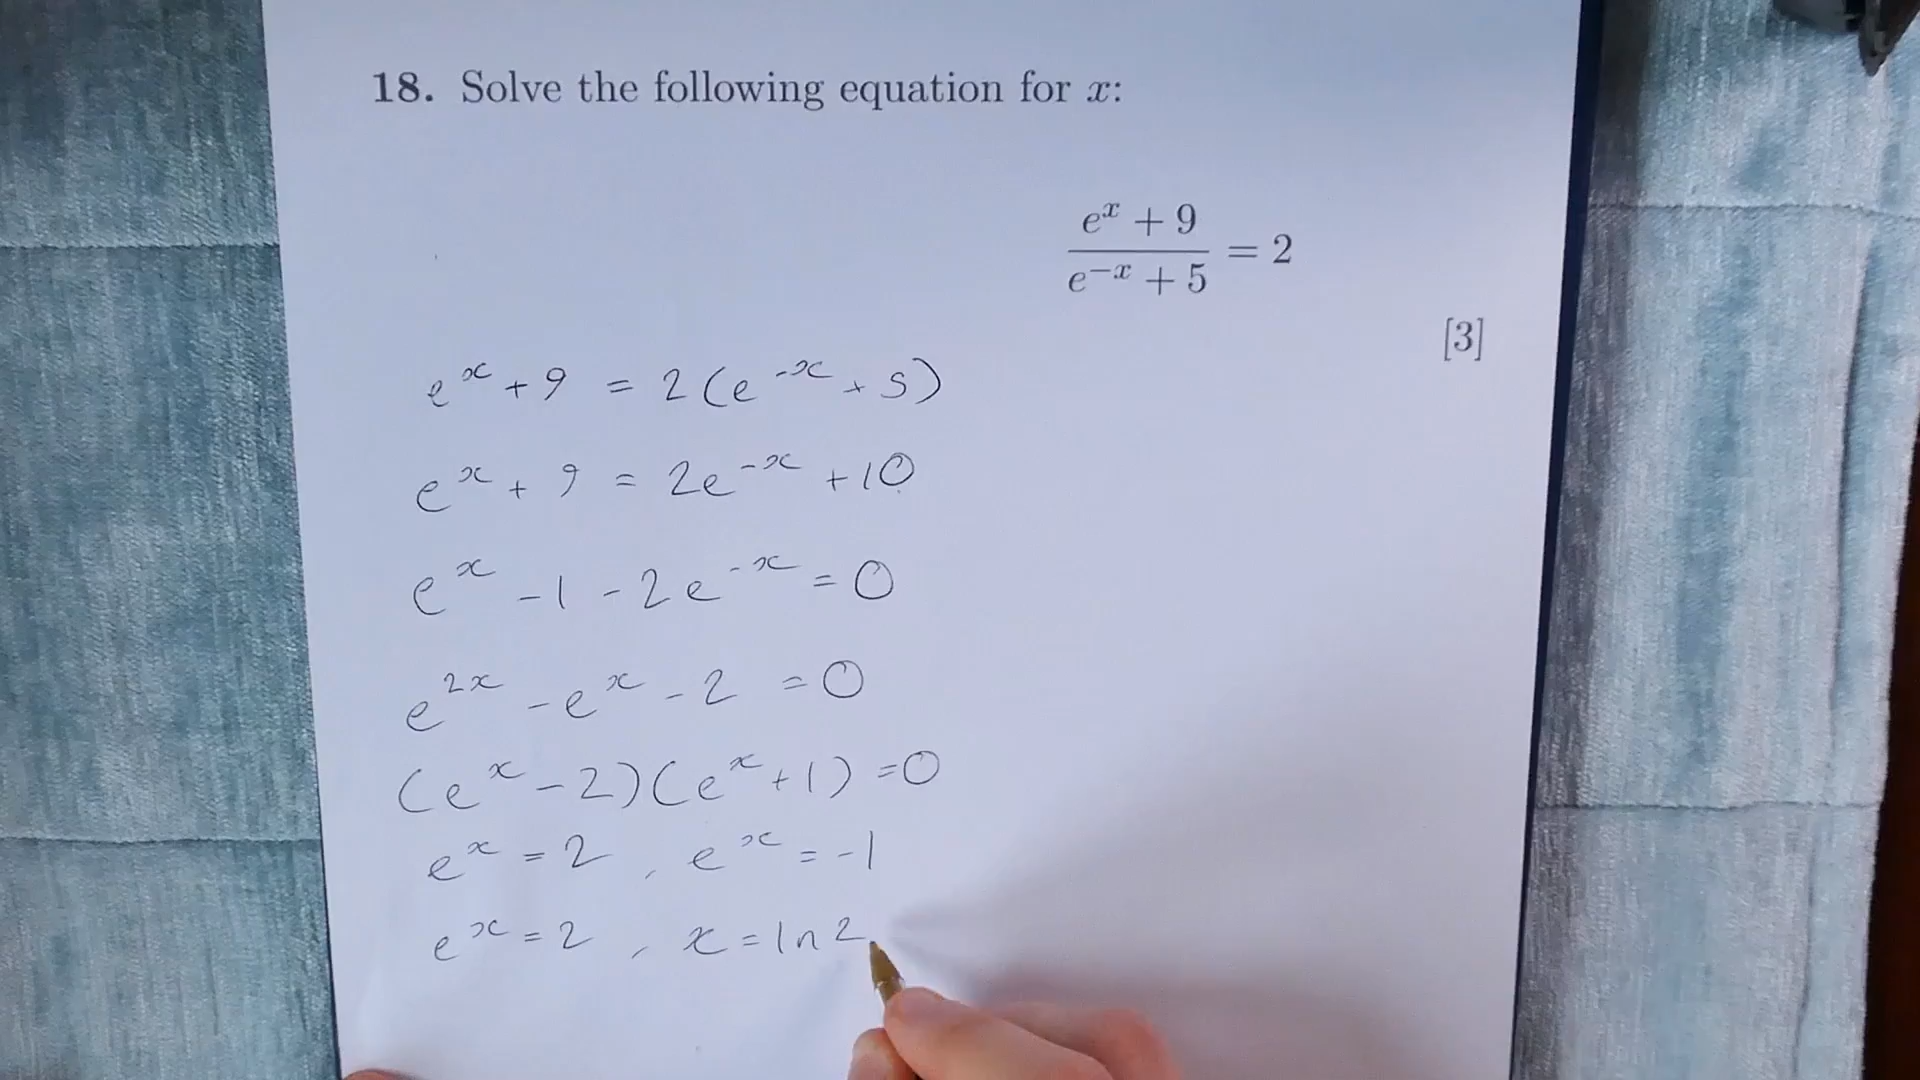 18. Solve the following equation for x:
(e^x + 9)/(e^{-x} + 5) = 2
[3]
e^x + 9 = 2(e^{-x} + 5)
e^x + 9 = 2e^{-x} + 10
e^x - 1 - 2e^{-x} = 0
e^{2x} - e^x - 2 = 0
(e^x - 2)(e^x + 1) = 0
e^x = 2 , e^x = -1
e^x = 2 , x = ln 2